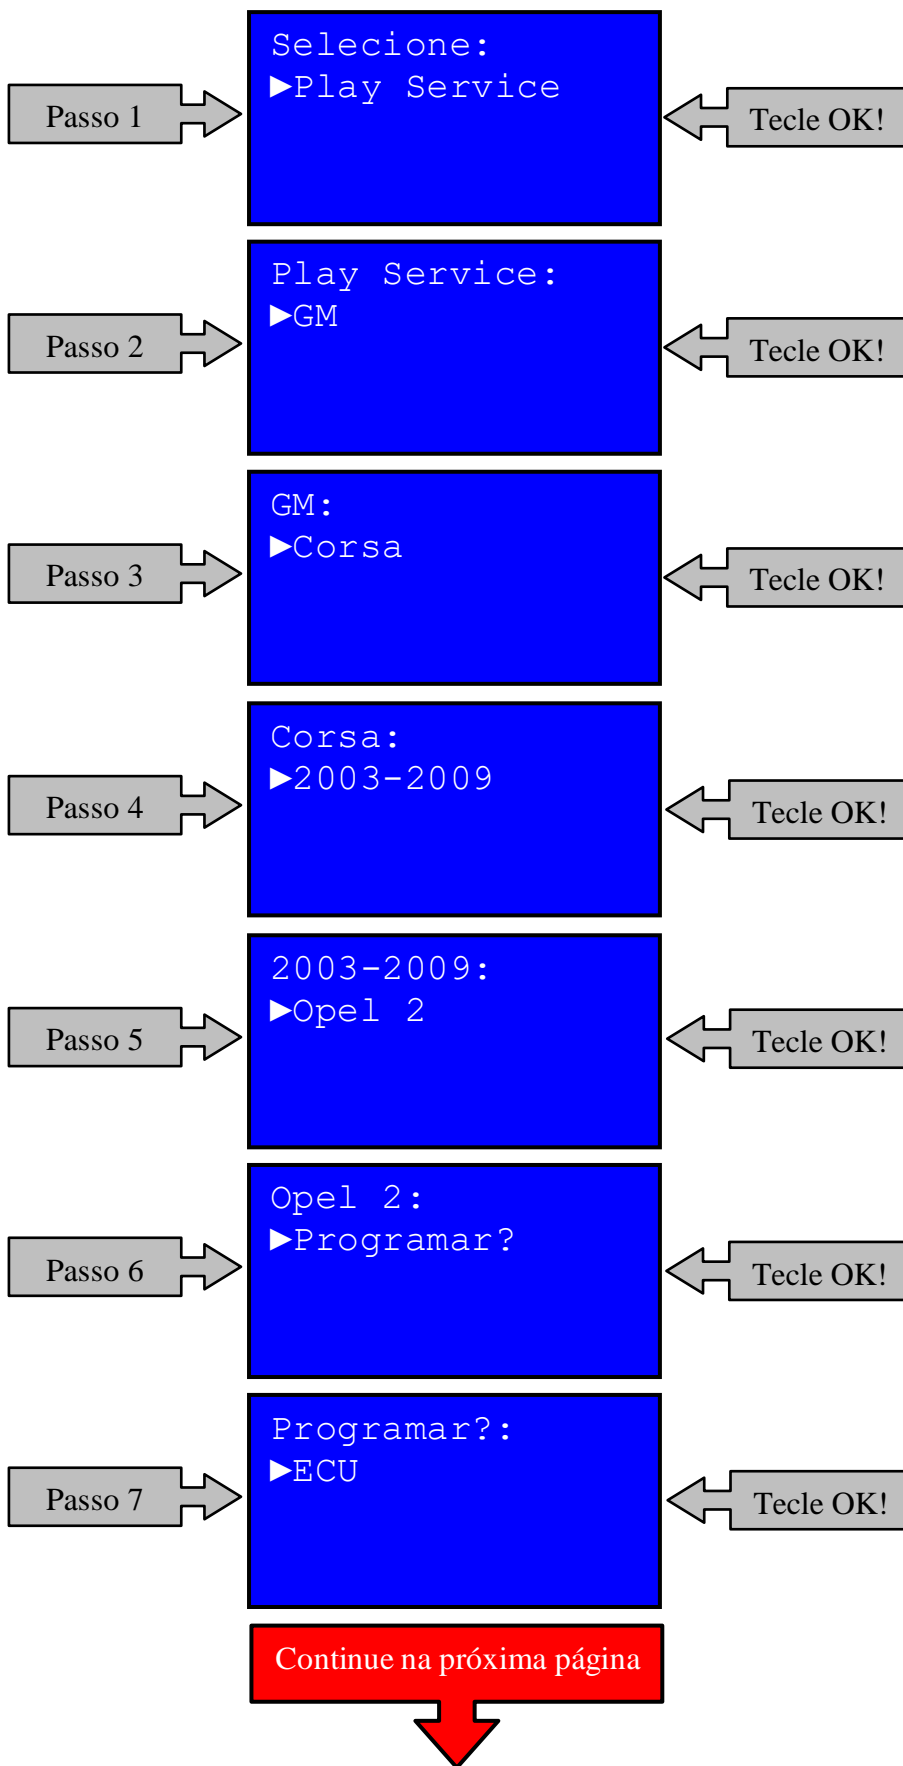 Selecione:
►Play Service
Passo 1
Tecle OK!
Play Service:
►GM
Passo 2
Tecle OK!
GM:
►Corsa
Passo 3
Tecle OK!
Corsa:
►2003-2009
Passo 4
Tecle OK!
2003-2009:
►Opel 2
Passo 5
Tecle OK!
Opel 2:
►Programar?
Passo 6
Tecle OK!
Programar?:
►ECU
Passo 7
Tecle OK!
Continue na próxima página